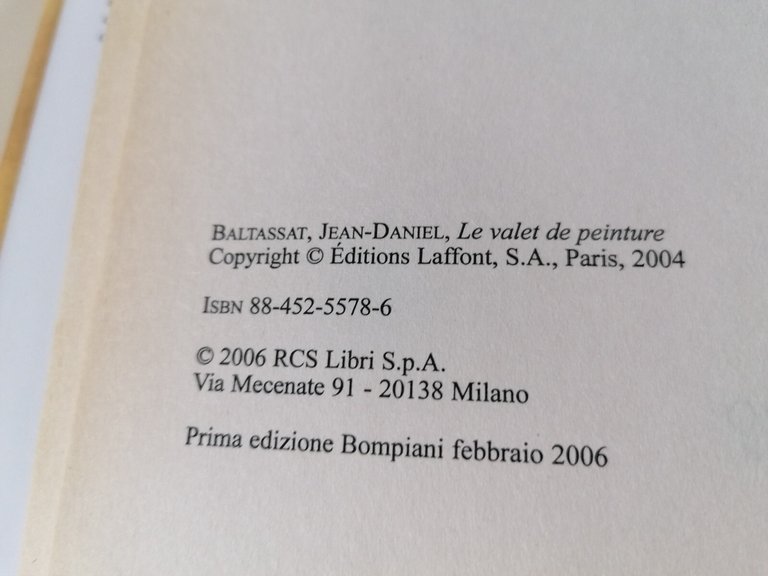 BALTASSAT, JEAN-DANIEL, Le valet de peinture
Copyright © Éditions Laffont, S.A., Paris, 2004
ISBN 88-452-5578-6
© 2006 RCS Libri S.p.A.
Via Mecenate 91 - 20138 Milano
Prima edizione Bompiani febbraio 2006